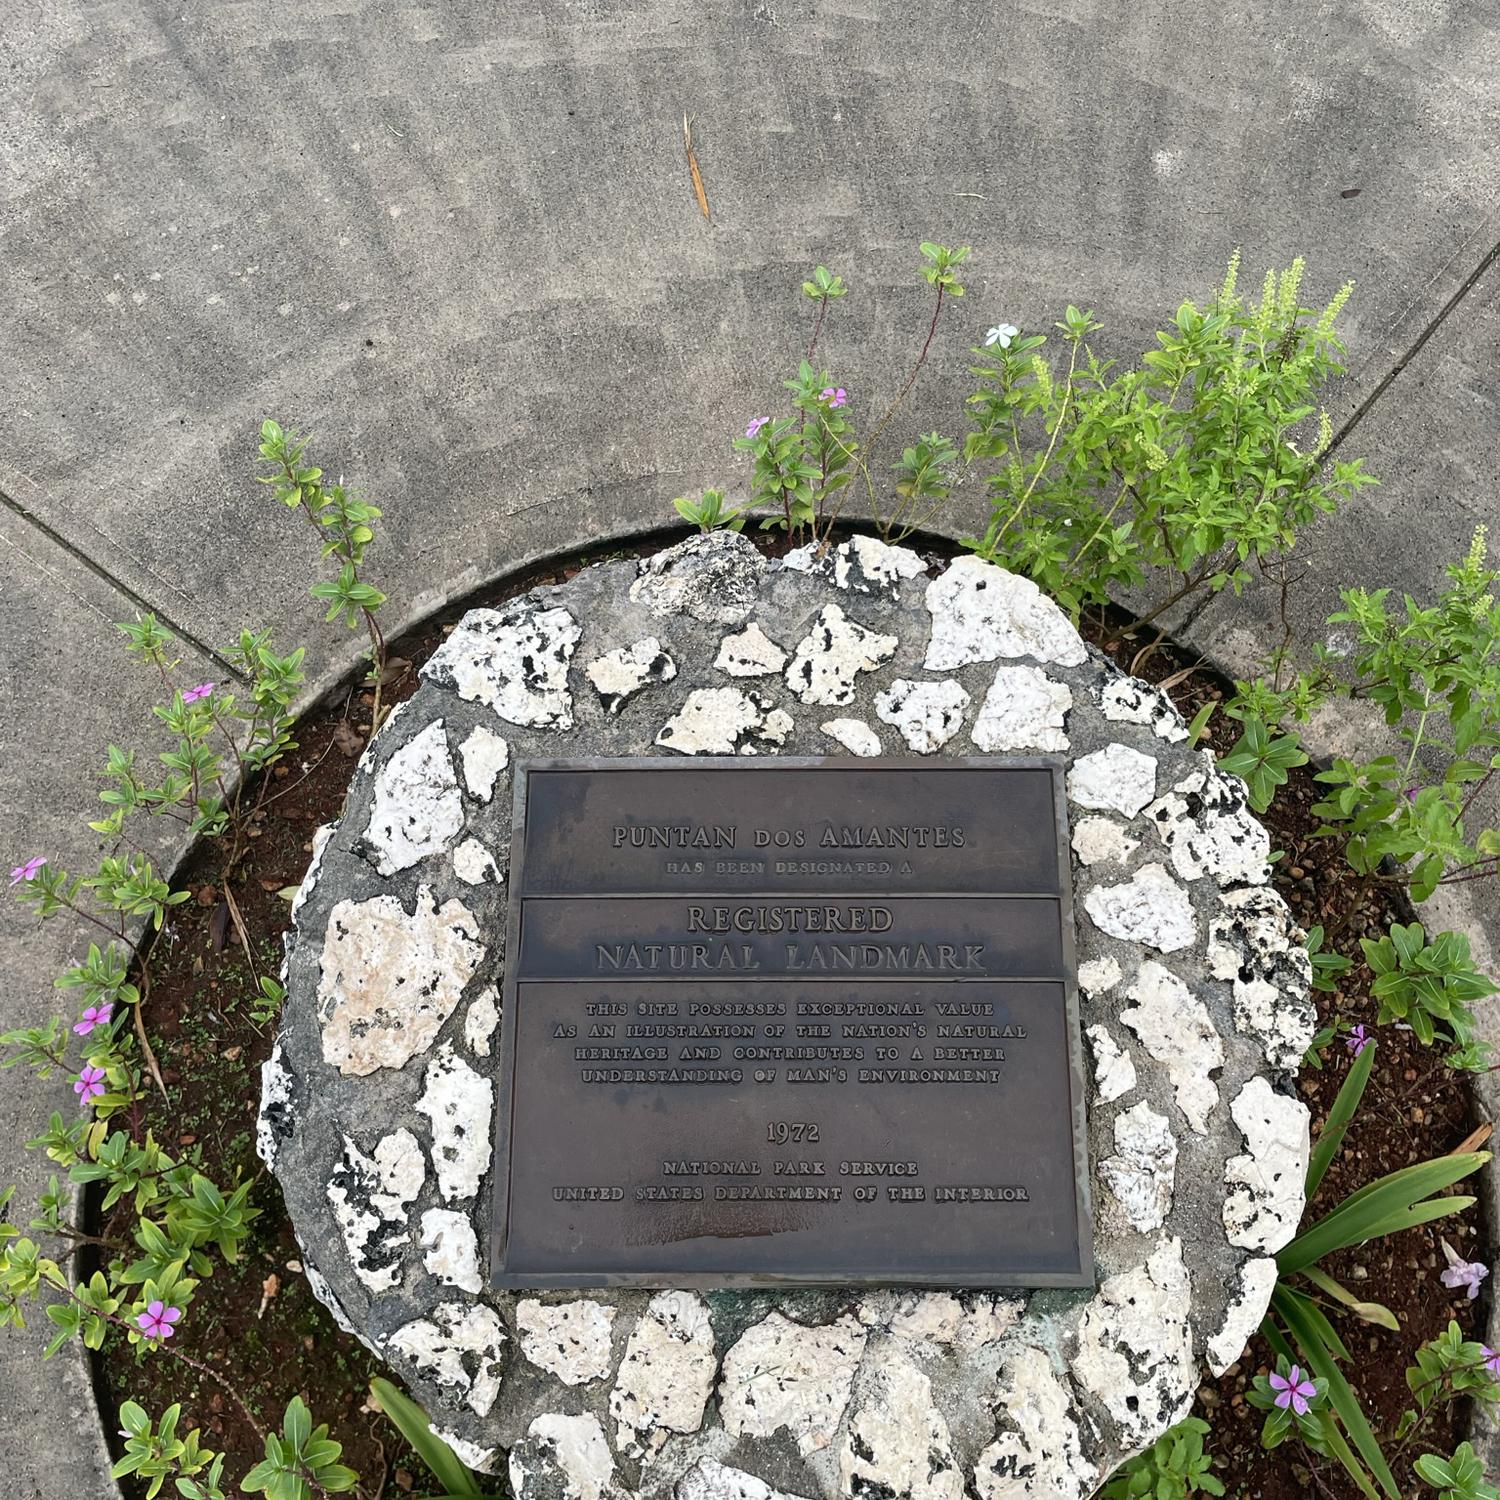 PUNTAN DOS AMANTES
HAS BEEN DESIGNATED A
REGISTERED
NATURAL LANDMARK
THIS SITE POSSESSES EXCEPTIONAL VALUE
AS AN ILLUSTRATION OF THE NATION'S NATURAL
HERITAGE AND CONTRIBUTES TO A BETTER
UNDERSTANDING OF MAN'S ENVIRONMENT
1972
NATIONAL PARK SERVICE
UNITED STATES DEPARTMENT OF THE INTERIOR